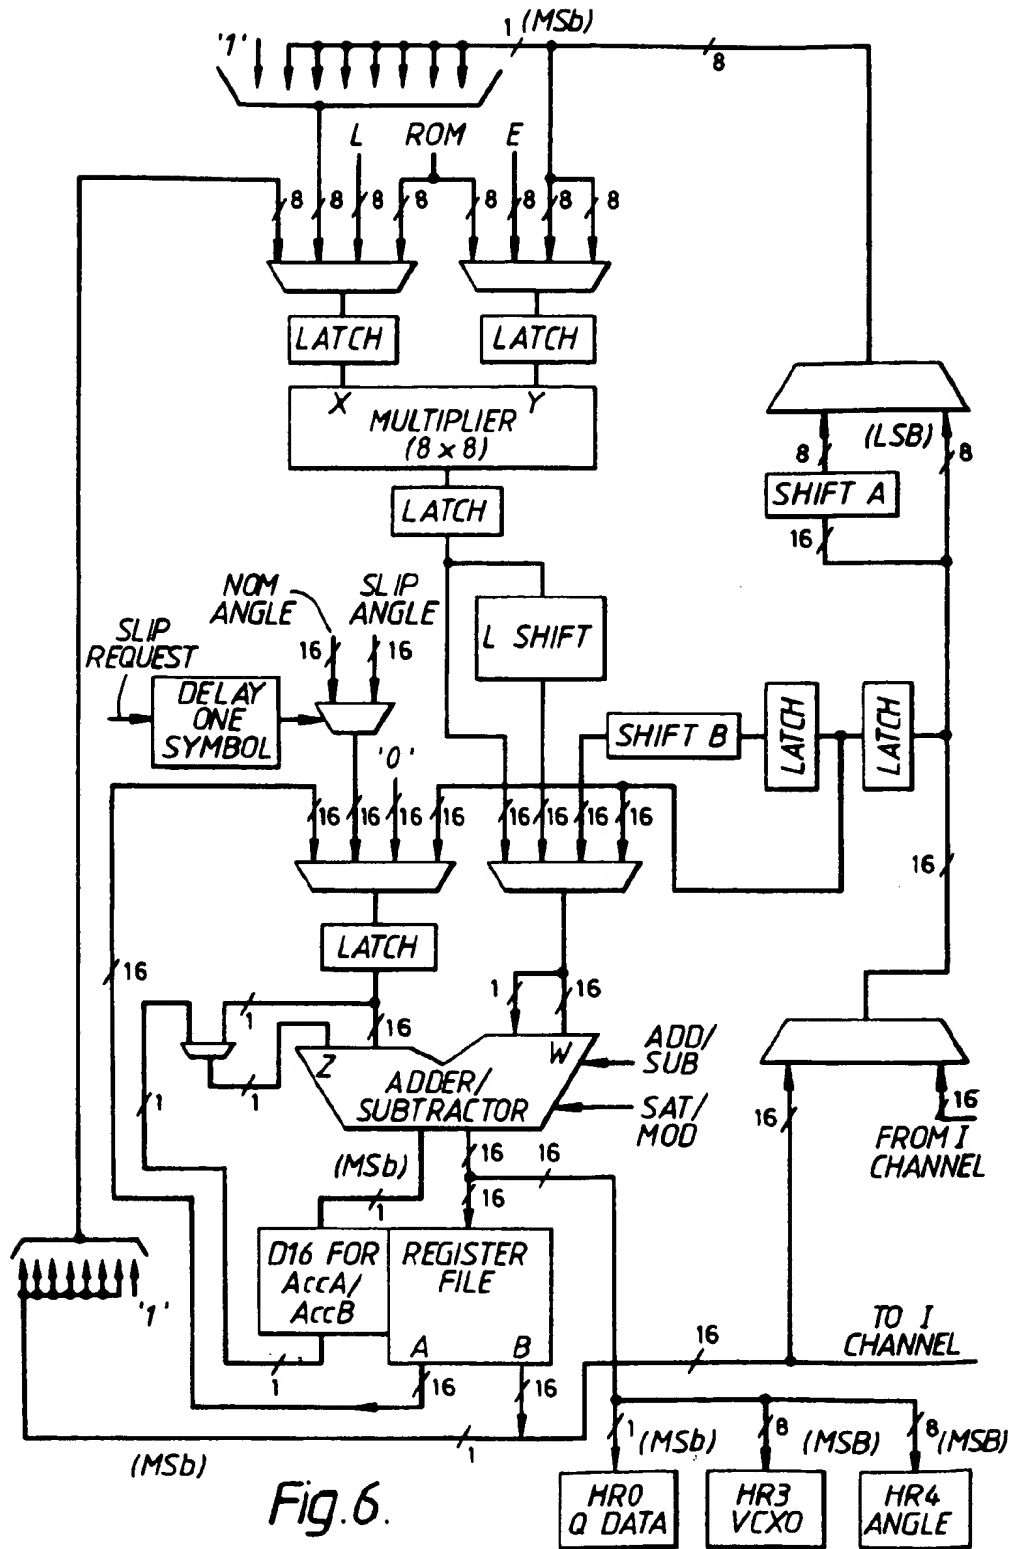 '1'
1 (MSb)
8
L ROM E
8 8 8 8 8 8 8 8
LATCH LATCH
X Y
MULTIPLIER
(8 x 8)
LATCH
(LSB)
8 8
SHIFT A
16
NOM
ANGLE
SLIP
ANGLE
SLIP
REQUEST
16 16
L SHIFT
DELAY
ONE
SYMBOL
SHIFT B
LATCH
LATCH
'0'
16 16 16 16 16 16 16 16
16
LATCH
16
1
16
1 16
1
1
Z W
ADDER/
SUBTRACTOR
ADD/
SUB
SAT/
MOD
16
16
FROM I
CHANNEL
(MSb)
1
16
16
16
D16 FOR
AccA/
AccB
REGISTER
FILE
A B
'1'
1
16 16
16
TO I
CHANNEL
(MSb)
1
1 (MSb)
8 (MSB)
8 (MSB)
HR0
Q DATA
HR3
VCXO
HR4
ANGLE
Fig.6.